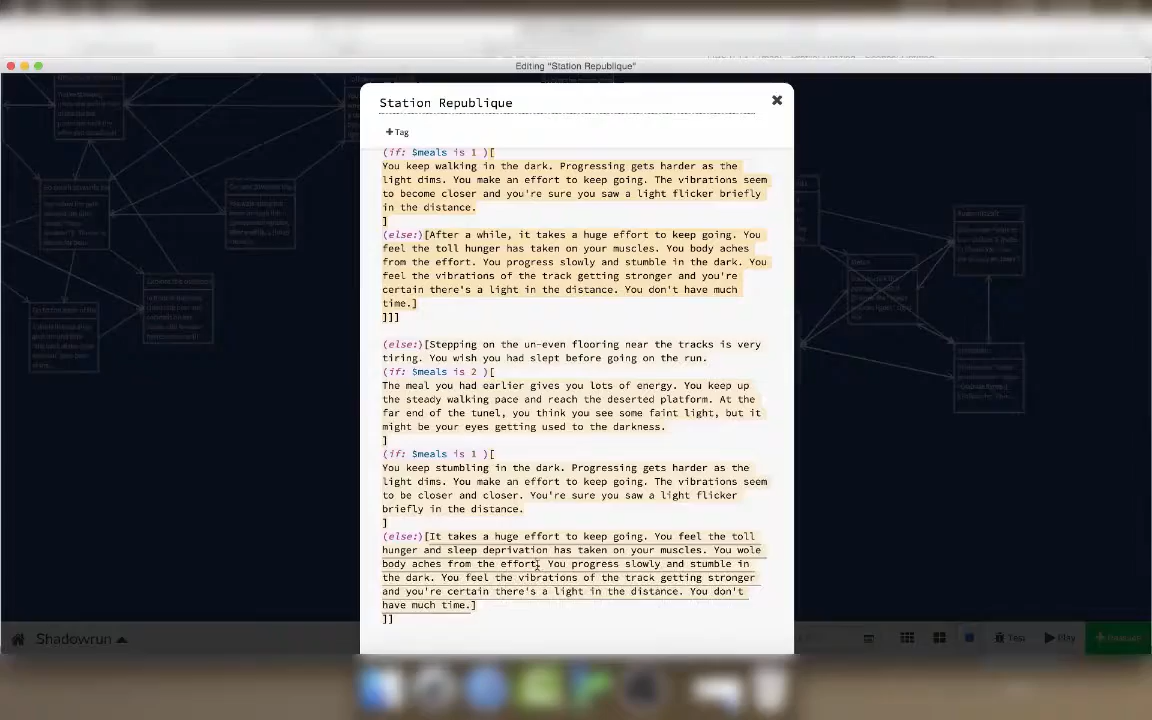 Editing "Station Republique"
Station Republique
+Tag
(if: $meals is 1 )[
You keep walking in the dark. Progressing gets harder as the
light dims. You make an effort to keep going. The vibrations seem
to become closer and you're sure you saw a light flicker briefly
in the distance.
]
(else:)[After a while, it takes a huge effort to keep going. You
feel the toll hunger has taken on your muscles. You body aches
from the effort. You progress slowly and stumble in the dark. You
feel the vibrations of the track getting stronger and you're
certain there's a light in the distance. You don't have much
time.]
]]]
(else:)[Stepping on the un-even flooring near the tracks is very
tiring. You wish you had slept before going on the run.
(if: $meals is 2 )[
The meal you had earlier gives you lots of energy. You keep up
the steady walking pace and reach the deserted platform. At the
far end of the tunnel, you think you see some faint light, but it
might be your eyes getting used to the darkness.
]
(if: $meals is 1 )[
You keep stumbling in the dark. Progressing gets harder as the
light dims. You make an effort to keep going. The vibrations seem
to be closer and closer. You're sure you saw a light flicker
briefly in the distance.
]
(else:)[It takes a huge effort to keep going. You feel the toll
hunger and sleep deprivation has taken on your muscles. You wole
body aches from the effort. You progress slowly and stumble in
the dark. You feel the vibrations of the track getting stronger
and you're certain there's a light in the distance. You don't
have much time.]
]]
Shadowrun
Test
Play